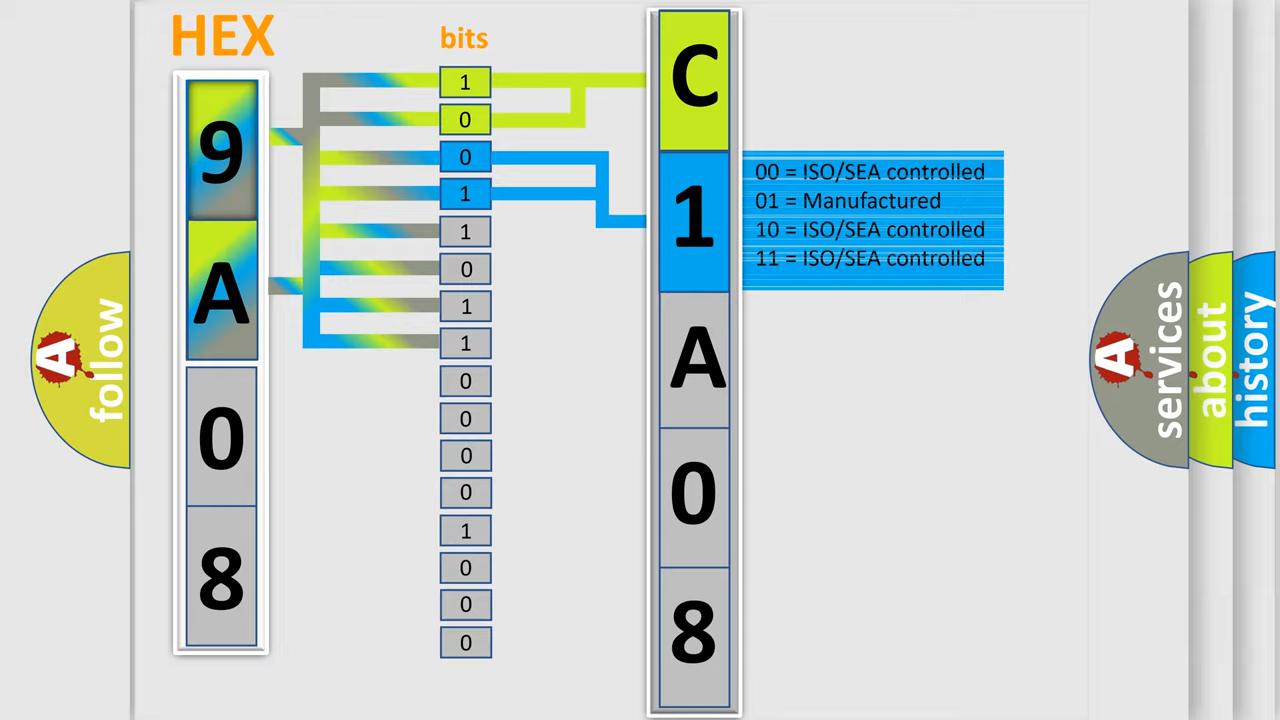 HEX
bits
9
A
0
8
1
0
0
1
1
0
1
1
0
0
0
0
1
0
0
0
C
1
A
0
8
00 = ISO/SEA controlled
01 = Manufactured
10 = ISO/SEA controlled
11 = ISO/SEA controlled
A
follow
A
services
about
history